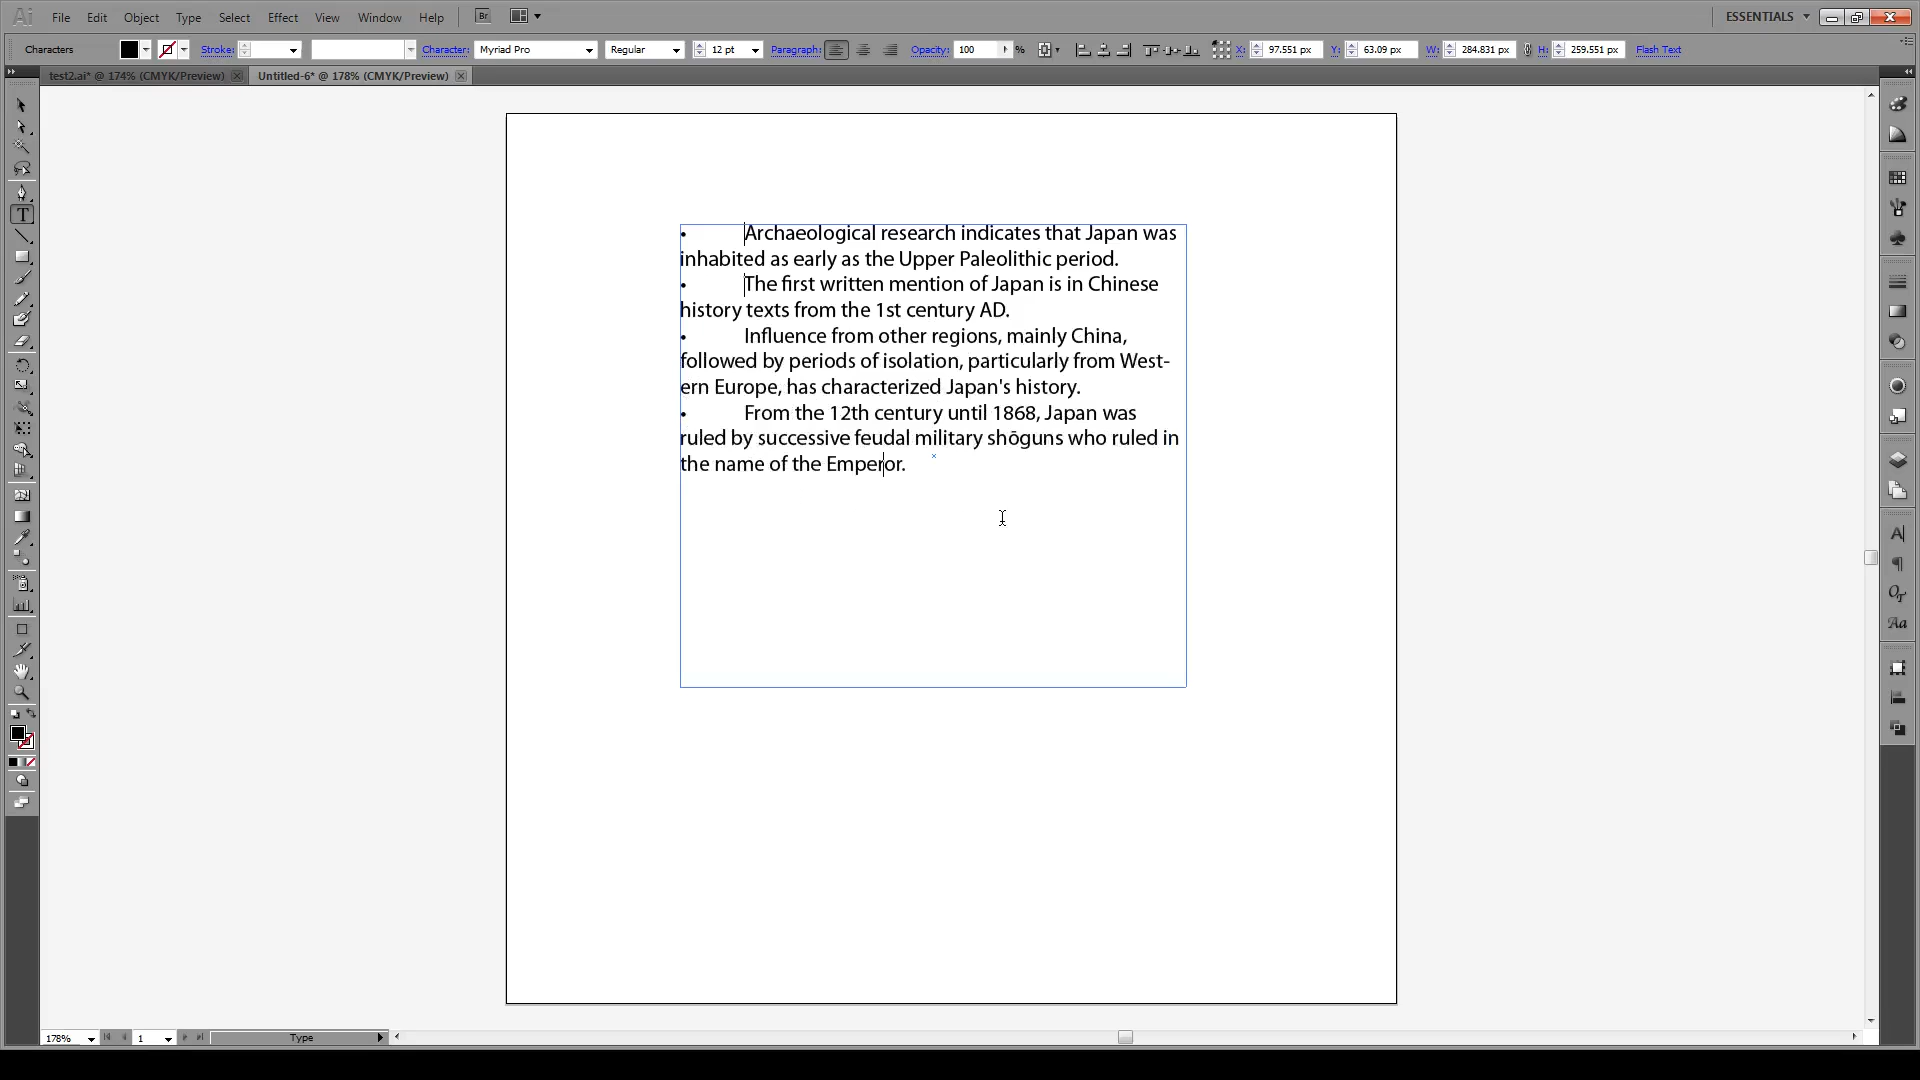 Ai File Edit Object Type Select Effect View Window Help Br ESSENTIALS
Characters Stroke: Character: Myriad Pro Regular 12 pt Paragraph: Opacity: 100 % X: 97.551 px Y: 63.09 px W: 284.831 px H: 259.551 px Flash Text
test2.ai* @ 174% (CMYK/Preview) Untitled-6* @ 178% (CMYK/Preview)
• Archaeological research indicates that Japan was
inhabited as early as the Upper Paleolithic period.
• The first written mention of Japan is in Chinese
history texts from the 1st century AD.
• Influence from other regions, mainly China,
followed by periods of isolation, particularly from West-
ern Europe, has characterized Japan's history.
• From the 12th century until 1868, Japan was
ruled by successive feudal military shōguns who ruled in
the name of the Emperor.
178% 1 Type